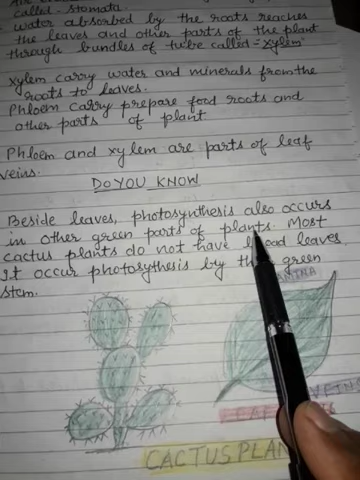 called - Stomata
water absorbed by the roots reaches
the leaves and other parts of the plant
through bundles of tube called - "xylem"
xylem carry water and minerals from the
roots to leaves.
Phloem carry prepare food roots and
other parts of plant
Phloem and xylem are parts of leaf
veins.
DO YOU KNOW
Beside leaves, photosynthesis also occurs
in other green parts of plants. Most
cactus plants do not have leaves
It occur photosythesis by green
stem.
VEINS
CACTUS PLAN